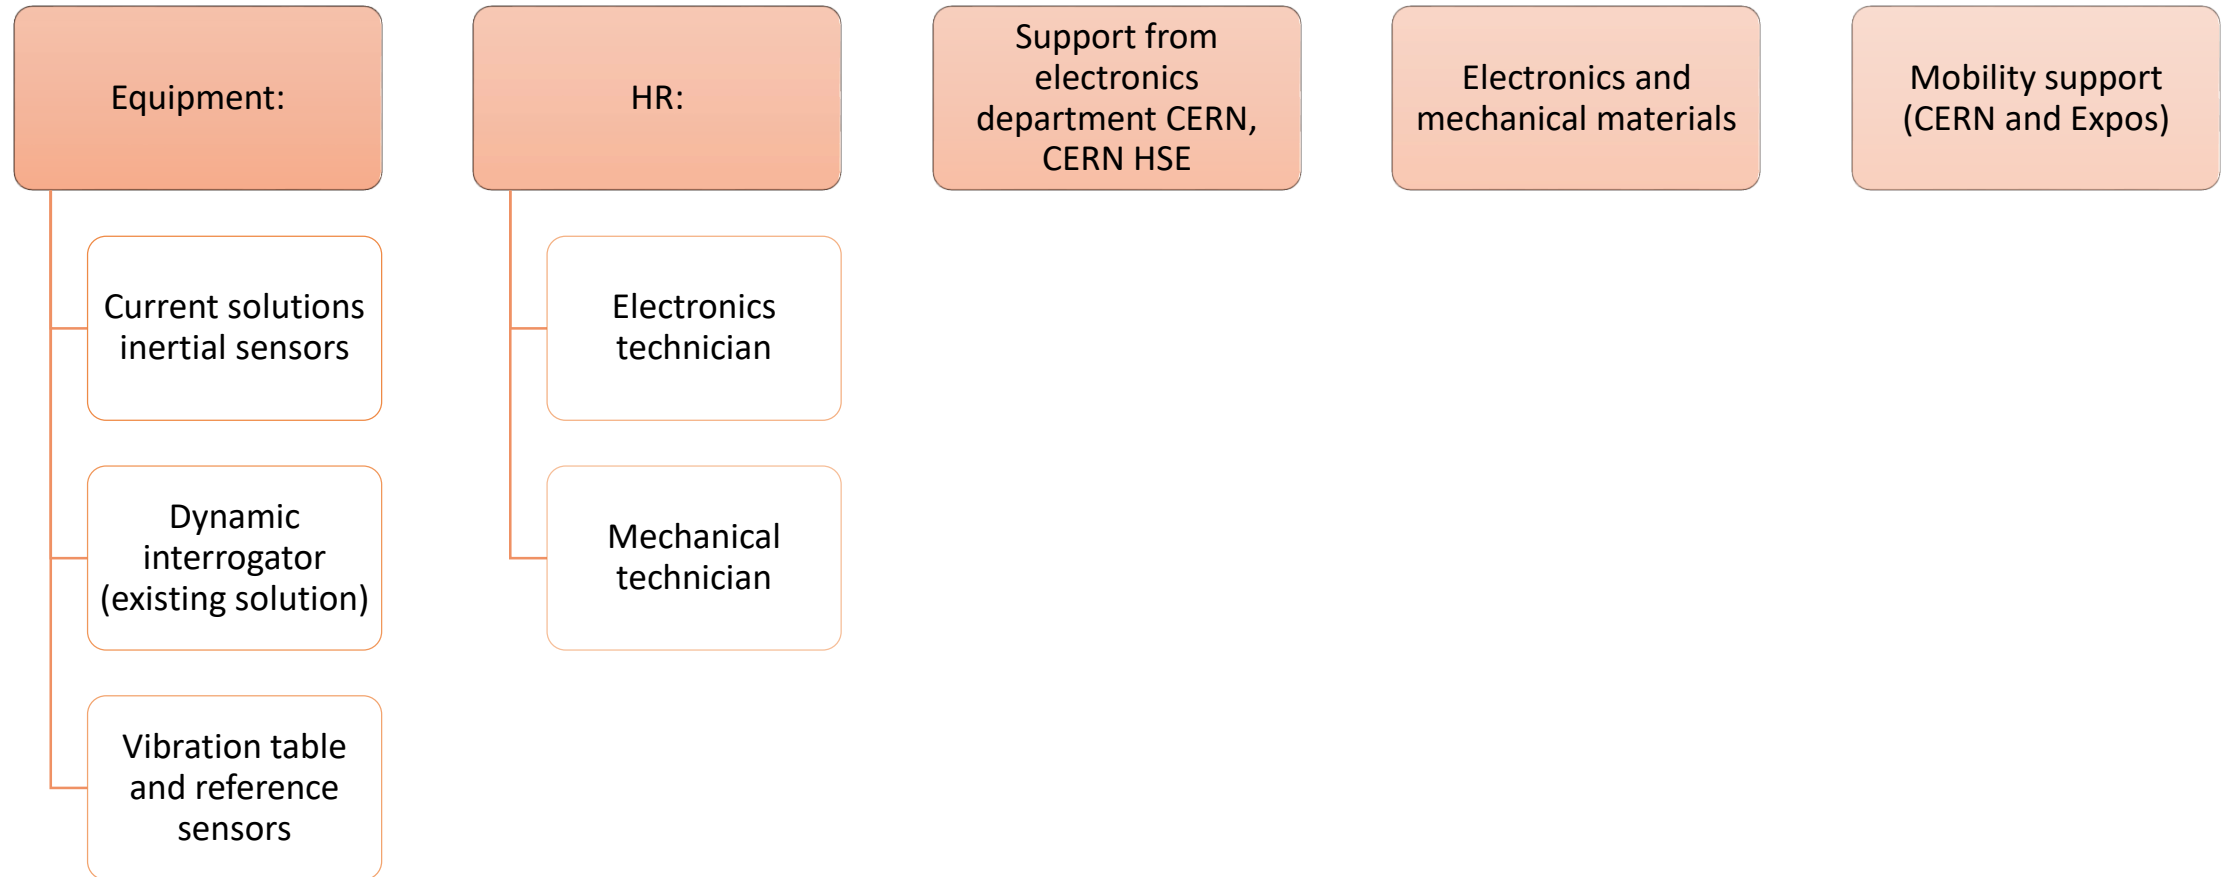 Equipment:
Current solutions
inertial sensors
Dynamic
interrogator
(existing solution)
Vibration table
and reference
sensors
HR:
Electronics
technician
Mechanical
technician
Support from
electronics
department CERN,
CERN HSE
Electronics and
mechanical materials
Mobility support
(CERN and Expos)